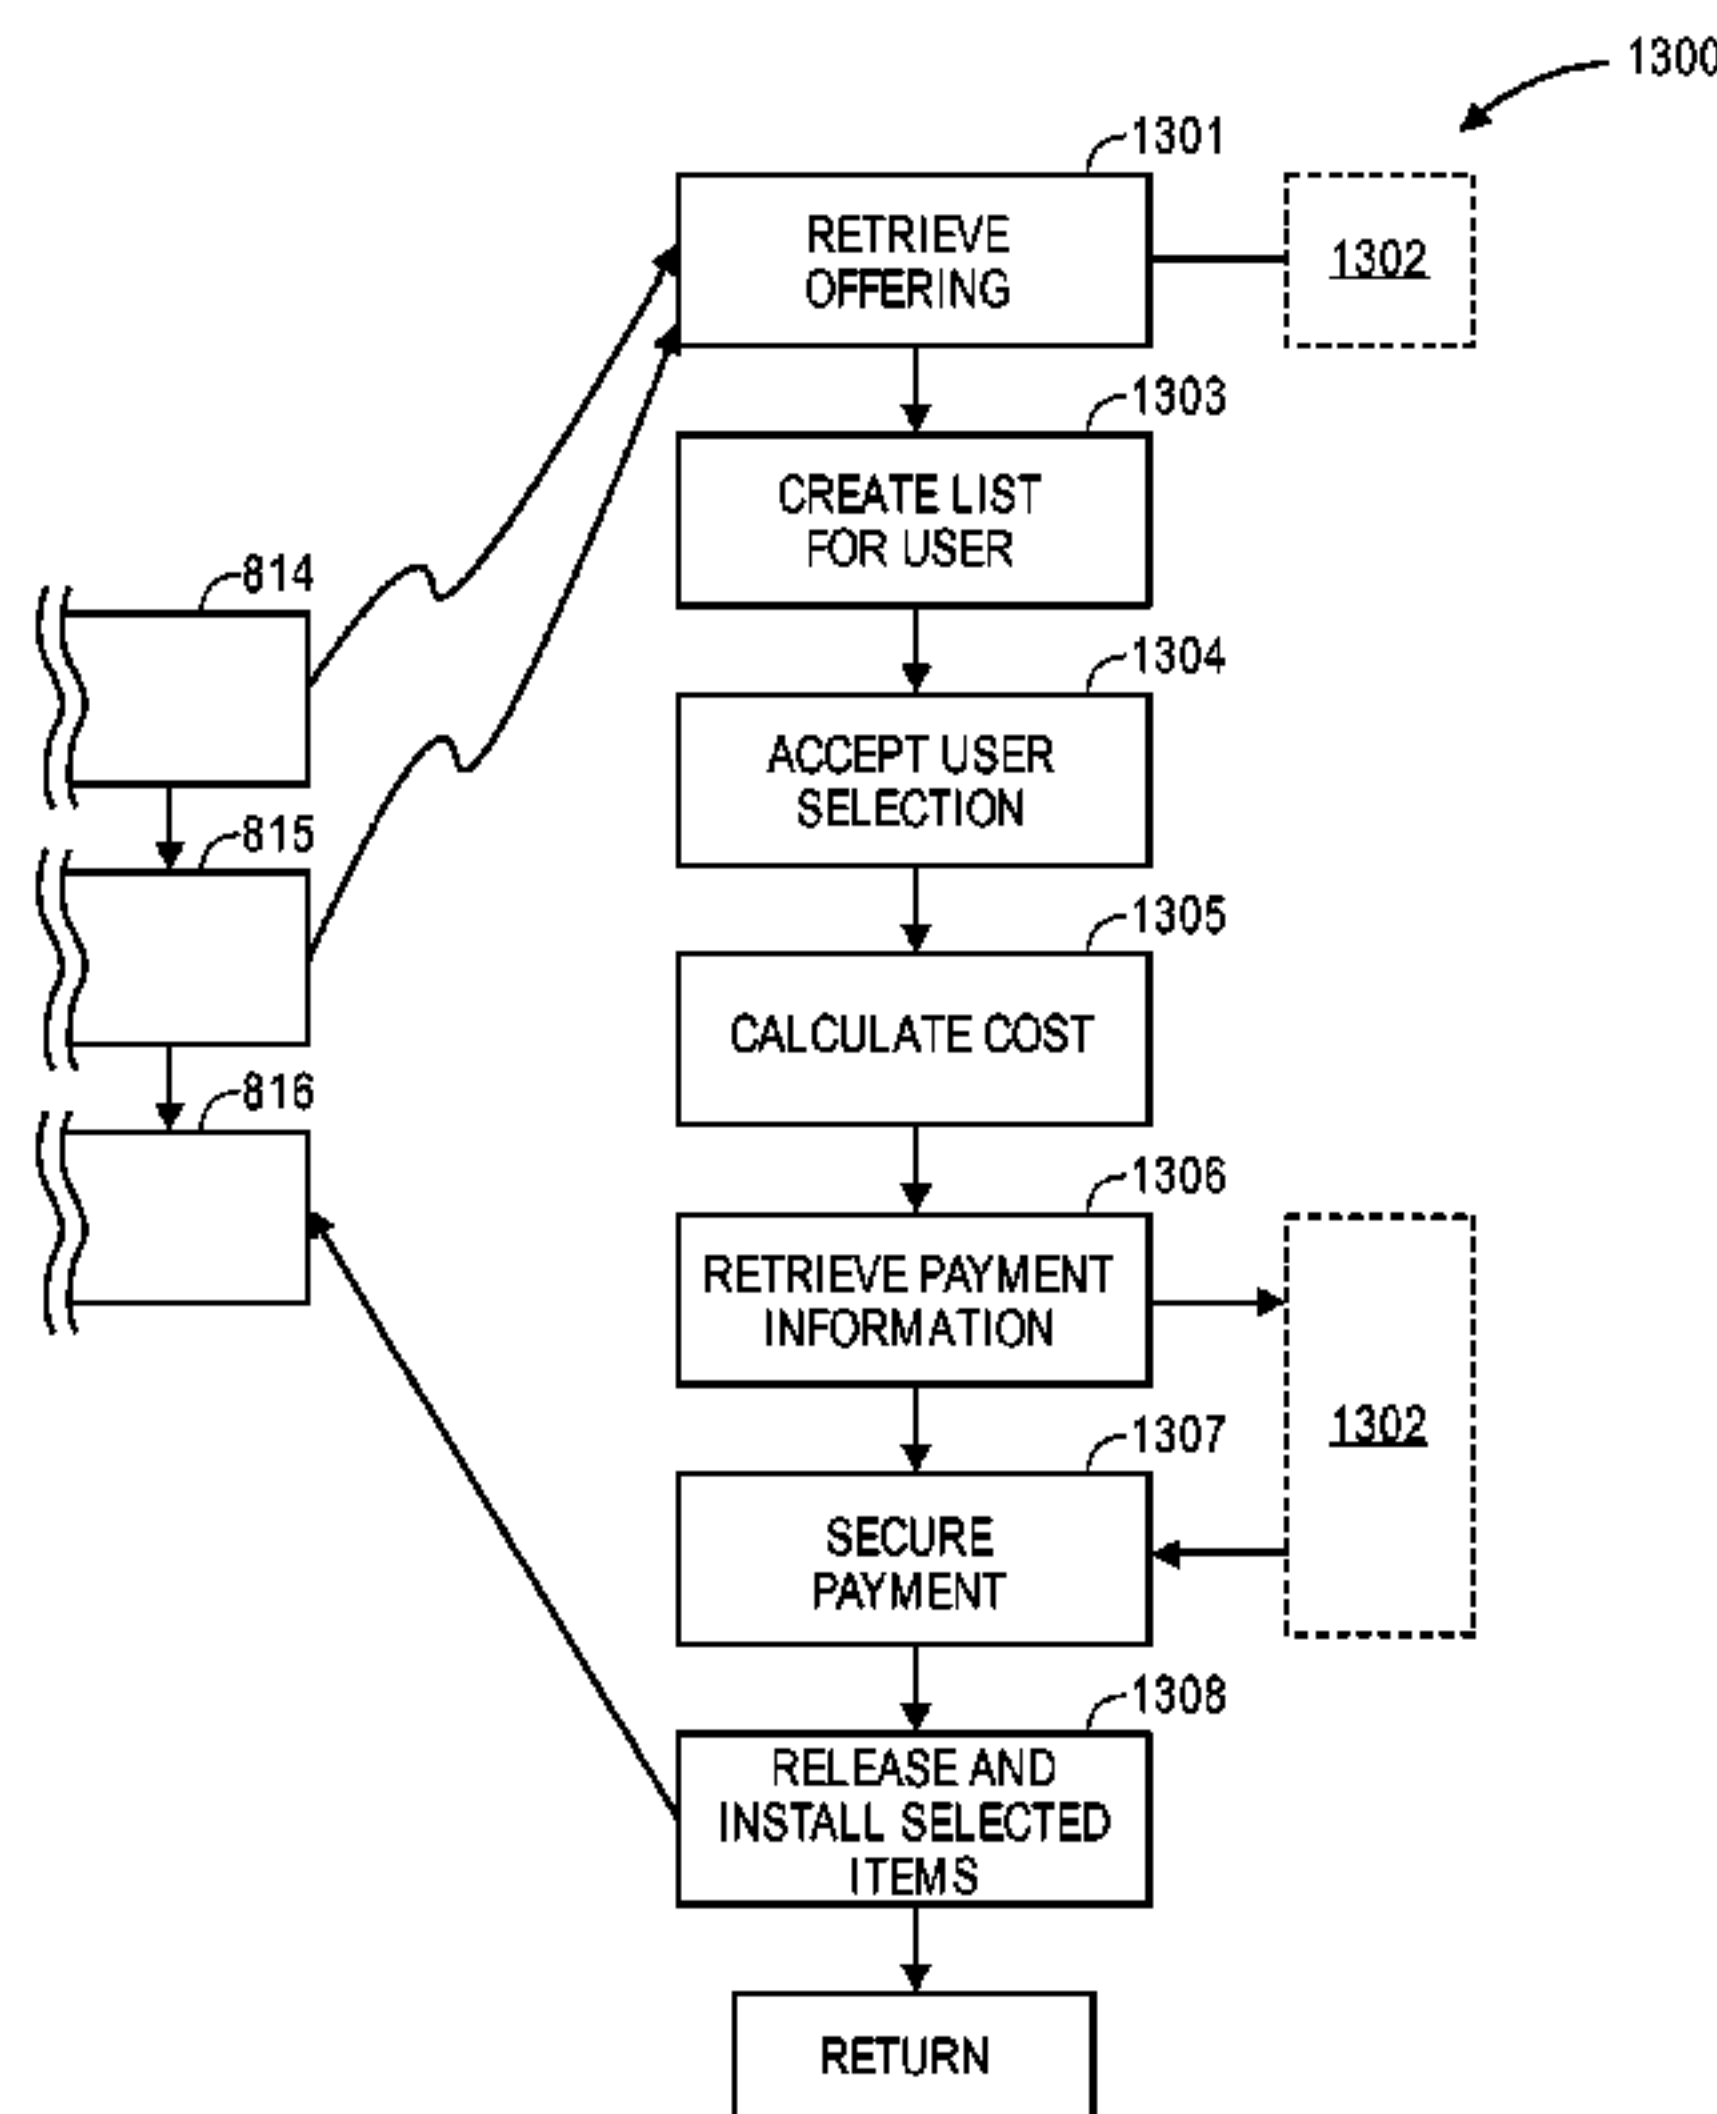 1300
1301
RETRIEVE
OFFERING
1302
1303
CREATE LIST
FOR USER
814
1304
ACCEPT USER
SELECTION
815
1305
CALCULATE COST
816
1306
RETRIEVE PAYMENT
INFORMATION
1302
1307
SECURE
PAYMENT
1308
RELEASE AND
INSTALL SELECTED
ITEMS
RETURN